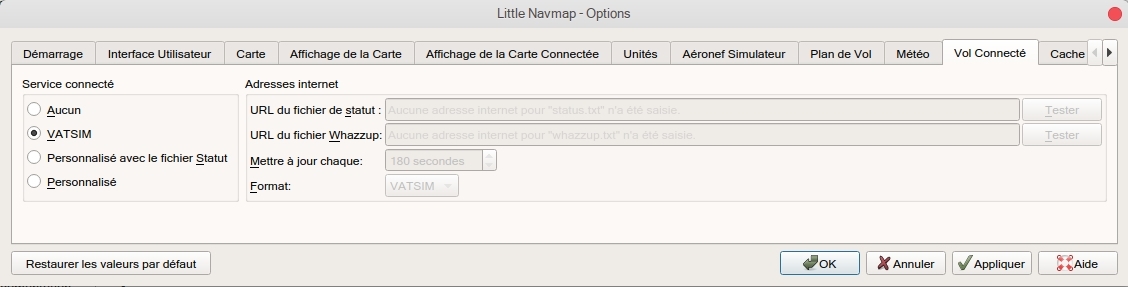 Little Navmap - Options
Démarrage Interface Utilisateur Carte Affichage de la Carte Affichage de la Carte Connectée Unités Aéronef Simulateur Plan de Vol Météo Vol Connecté Cache
Service connecté
Aucun
VATSIM
Personnalisé avec le fichier Statut
Personnalisé
Adresses internet
URL du fichier de statut : Aucune adresse internet pour "status.txt" n'a été saisie. Tester
URL du fichier Whazzup: Aucune adresse internet pour "whazzup.txt" n'a été saisie. Tester
Mettre à jour chaque: 180 secondes
Format: VATSIM
Restaurer les valeurs par défaut OK Annuler Appliquer Aide